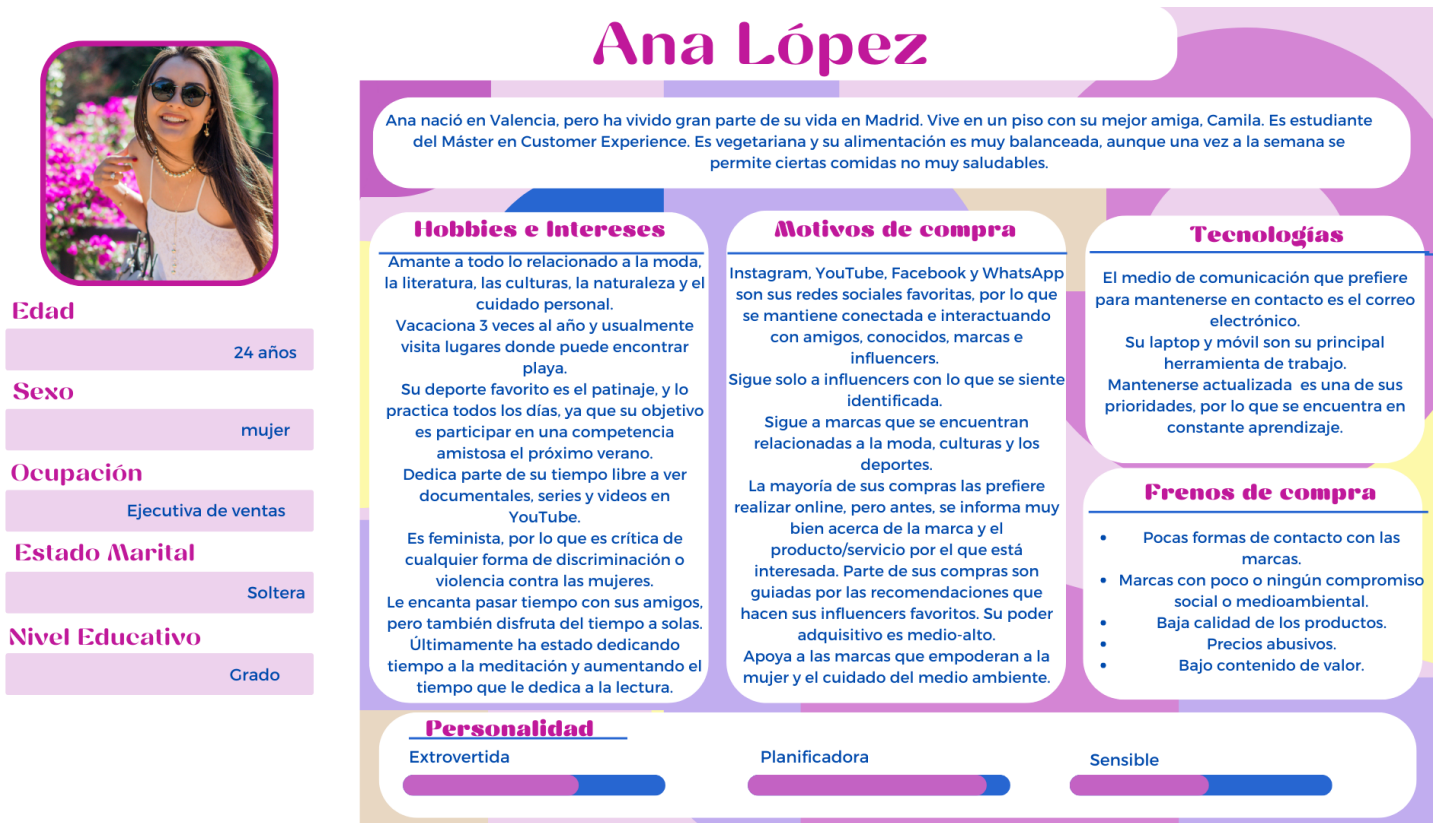 Ana López
Ana nació en Valencia, pero ha vivido gran parte de su vida en Madrid. Vive en un piso con su mejor amiga, Camila. Es estudiante
del Máster en Customer Experience. Es vegetariana y su alimentación es muy balanceada, aunque una vez a la semana se
permite ciertas comidas no muy saludables.
Edad
24 años
Sexo
mujer
Ocupación
Ejecutiva de ventas
Estado Marital
Soltera
Nivel Educativo
Grado
Hobbies e Intereses
Amante a todo lo relacionado a la moda,
la literatura, las culturas, la naturaleza y el
cuidado personal.
Vacaciona 3 veces al año y usualmente
visita lugares donde puede encontrar
playa.
Su deporte favorito es el patinaje, y lo
practica todos los días, ya que su objetivo
es participar en una competencia
amistosa el próximo verano.
Dedica parte de su tiempo libre a ver
documentales, series y videos en
YouTube.
Es feminista, por lo que es crítica de
cualquier forma de discriminación o
violencia contra las mujeres.
Le encanta pasar tiempo con sus amigos,
pero también disfruta del tiempo a solas.
Últimamente ha estado dedicando
tiempo a la meditación y aumentando el
tiempo que le dedica a la lectura.
Motivos de compra
Instagram, YouTube, Facebook y WhatsApp
son sus redes sociales favoritas, por lo que
se mantiene conectada e interactuando
con amigos, conocidos, marcas e
influencers.
Sigue solo a influencers con lo que se siente
identificada.
Sigue a marcas que se encuentran
relacionadas a la moda, culturas y los
deportes.
La mayoría de sus compras las prefiere
realizar online, pero antes, se informa muy
bien acerca de la marca y el
producto/servicio por el que está
interesada. Parte de sus compras son
guiadas por las recomendaciones que
hacen sus influencers favoritos. Su poder
adquisitivo es medio-alto.
Apoya a las marcas que empoderan a la
mujer y el cuidado del medio ambiente.
Tecnologías
El medio de comunicación que prefiere
para mantenerse en contacto es el correo
electrónico.
Su laptop y móvil son su principal
herramienta de trabajo.
Mantenerse actualizada es una de sus
prioridades, por lo que se encuentra en
constante aprendizaje.
Frenos de compra
• Pocas formas de contacto con las
marcas.
• Marcas con poco o ningún compromiso
social o medioambiental.
• Baja calidad de los productos.
• Precios abusivos.
• Bajo contenido de valor.
Personalidad
Extrovertida
Planificadora
Sensible